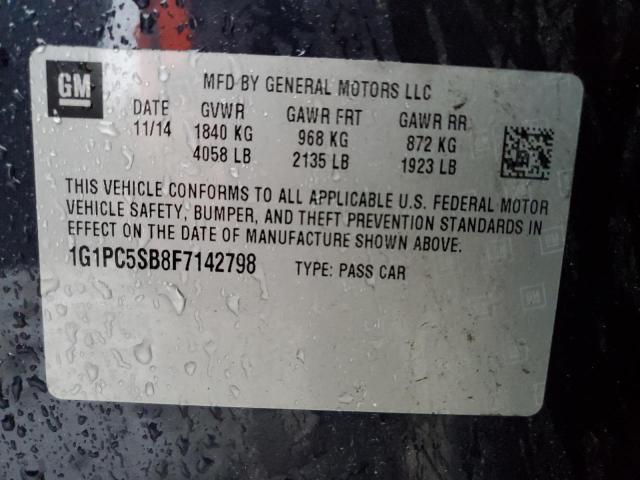 GM
MFD BY GENERAL MOTORS LLC
DATE GVWR GAWR FRT GAWR RR
11/14 1840 KG 968 KG 872 KG
4058 LB 2135 LB 1923 LB
THIS VEHICLE CONFORMS TO ALL APPLICABLE U.S. FEDERAL MOTOR
VEHICLE SAFETY, BUMPER, AND THEFT PREVENTION STANDARDS IN
EFFECT ON THE DATE OF MANUFACTURE SHOWN ABOVE.
1G1PC5SB8F7142798 TYPE: PASS CAR